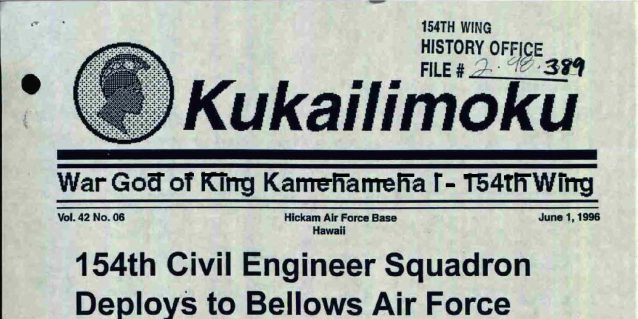 154TH WING
HISTORY OFFICE
FILE # 2.98.389
Kukailimoku
War God of King Kamehameha I - 154th Wing
Vol. 42 No. 06
Hickam Air Force Base
Hawaii
June 1, 1996
154th Civil Engineer Squadron
Deploys to Bellows Air Force